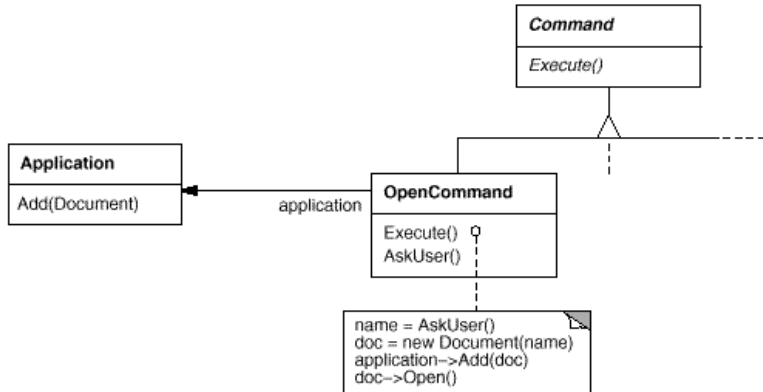 Command
Execute()
Application
Add(Document)
application
OpenCommand
Execute()
AskUser()
name = AskUser()
doc = new Document(name)
application->Add(doc)
doc->Open()